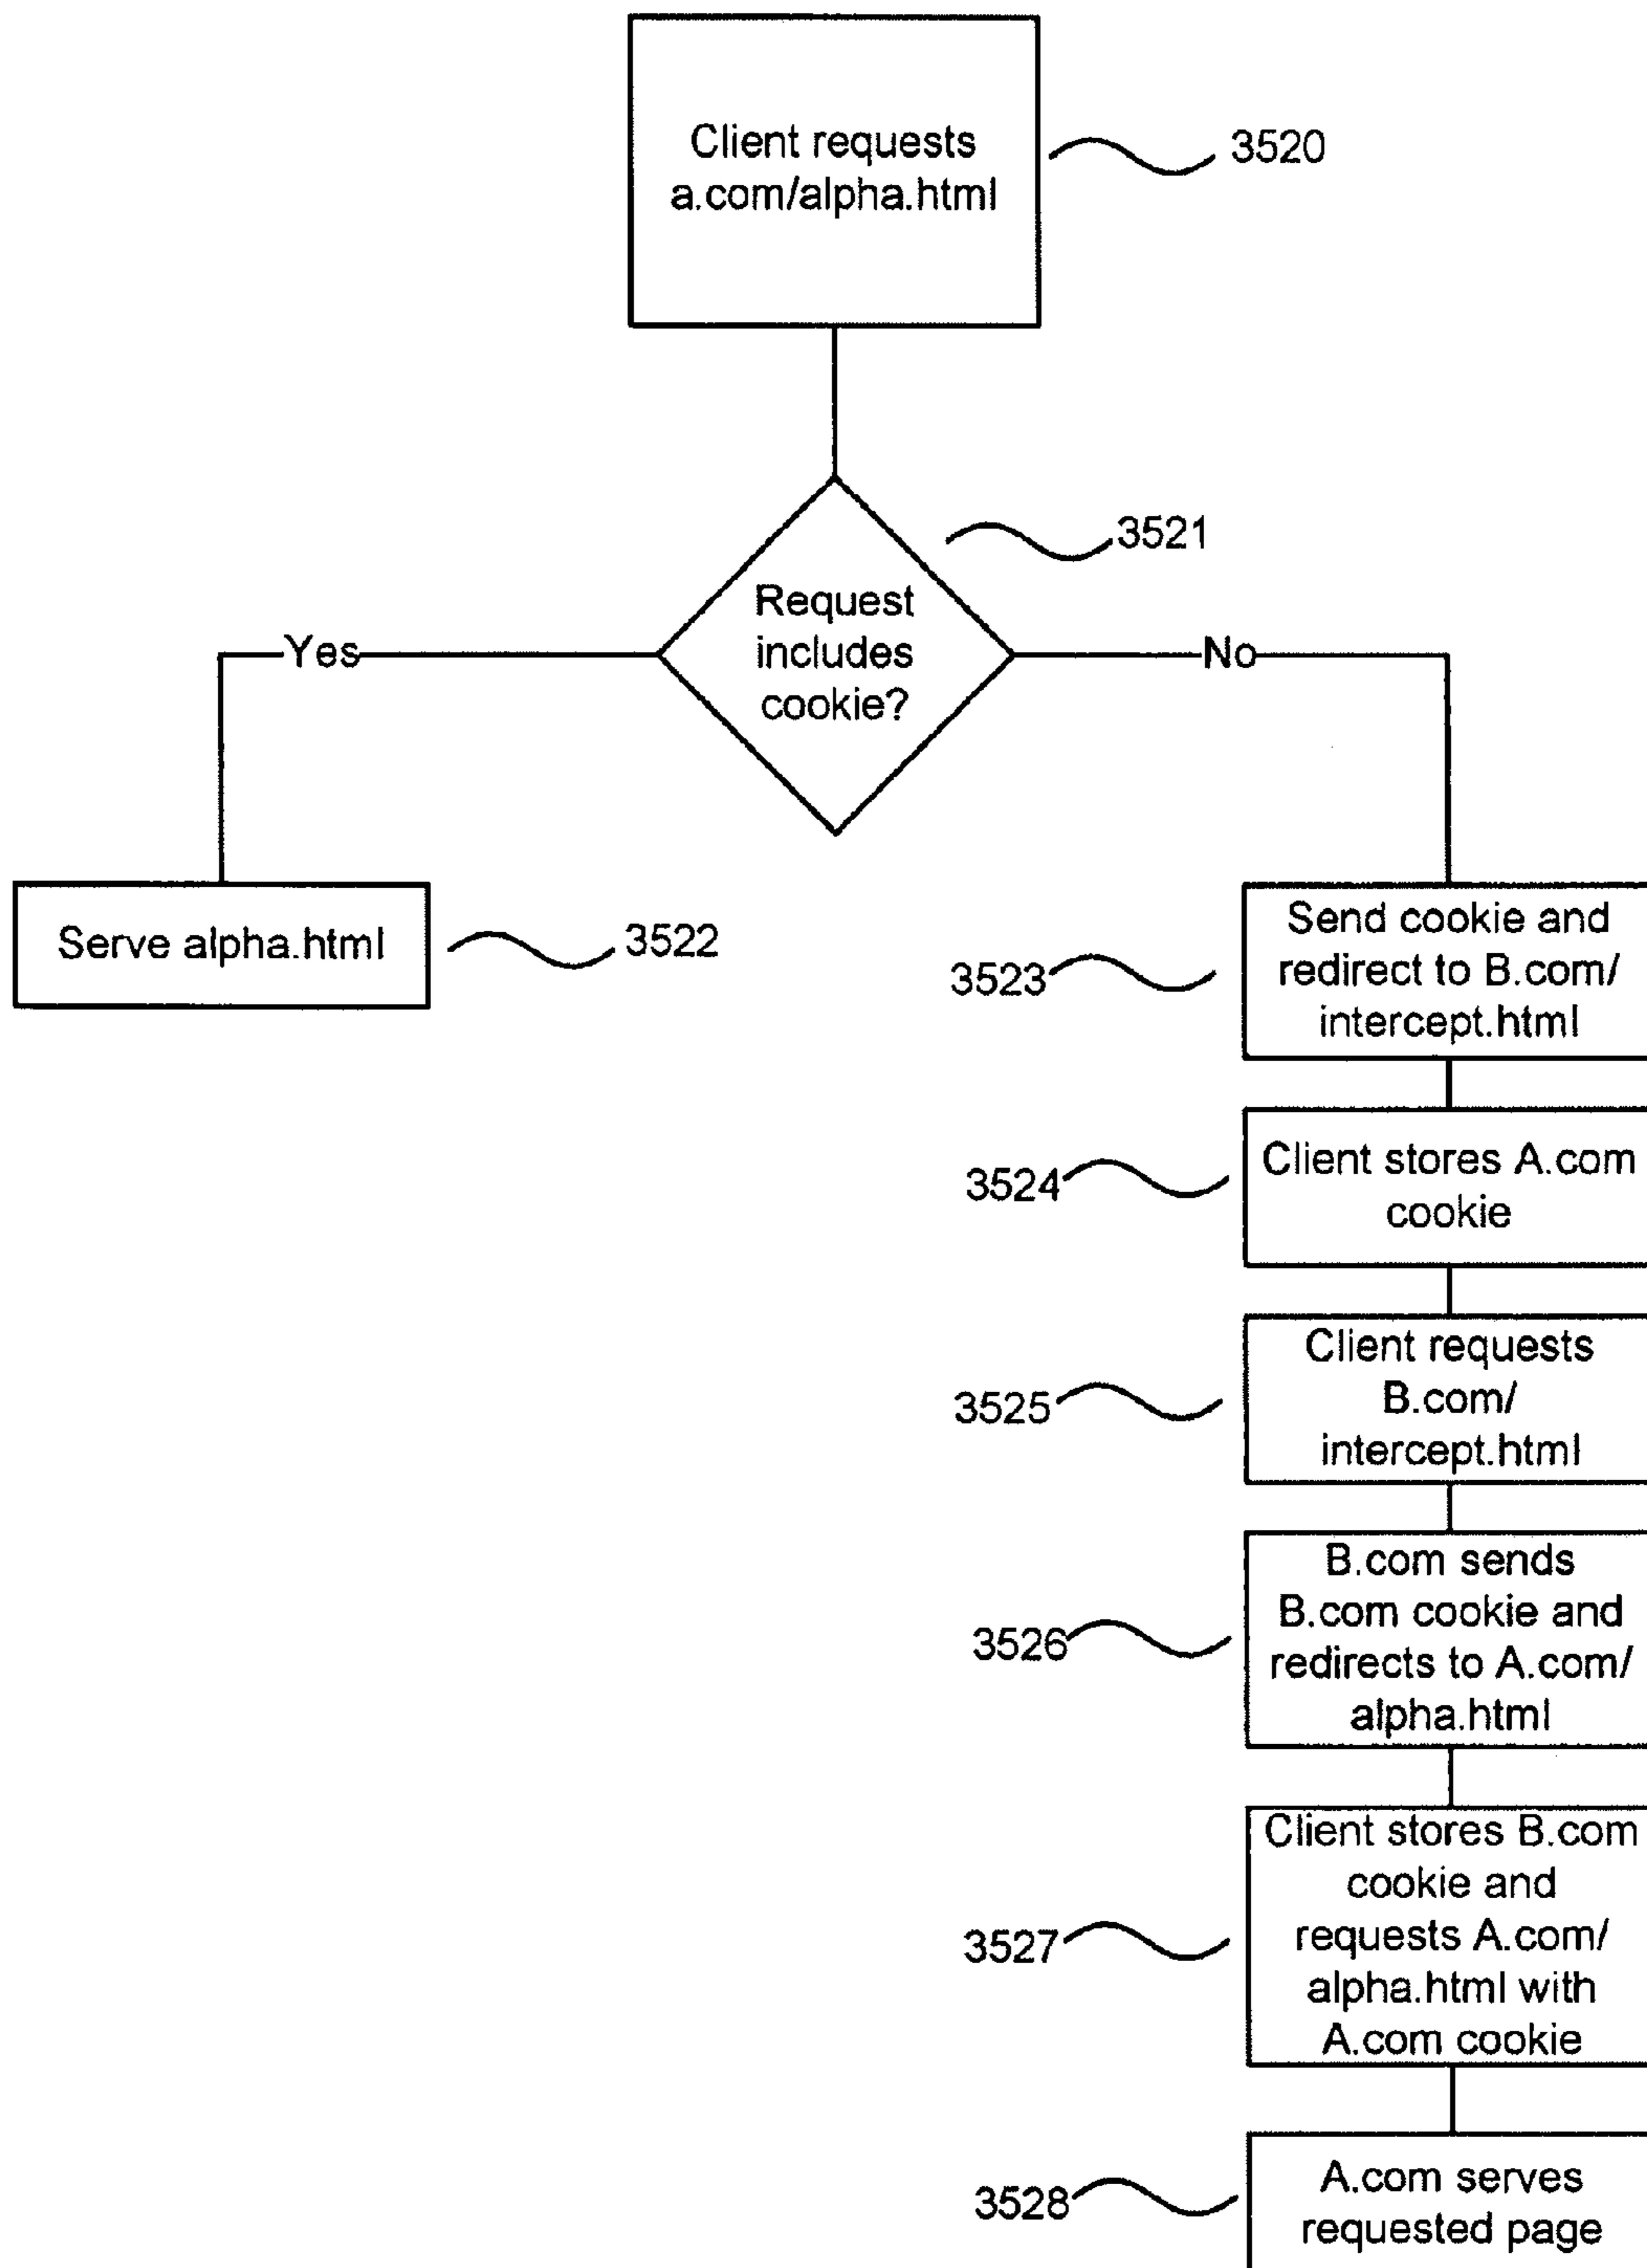 Client requests
a.com/alpha.html
3520
3521
Request
includes
cookie?
Yes
No
Serve alpha.html
3522
Send cookie and
redirect to B.com/
intercept.html
3523
Client stores A.com
cookie
3524
Client requests
B.com/
intercept.html
3525
B.com sends
B.com cookie and
redirects to A.com/
alpha.html
3526
Client stores B.com
cookie and
requests A.com/
alpha.html with
A.com cookie
3527
A.com serves
requested page
3528